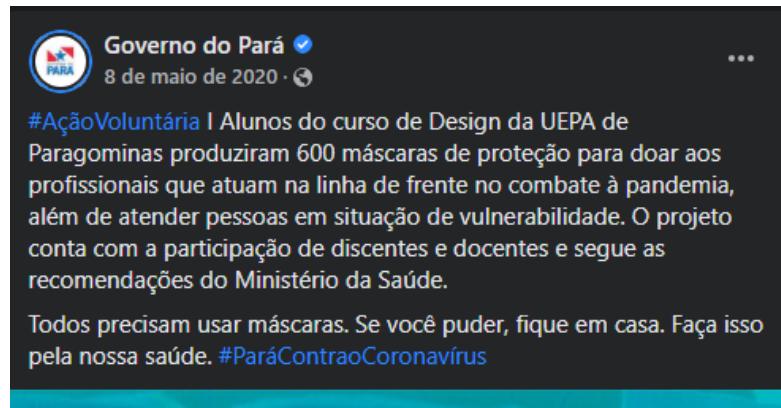 Governo do Pará
8 de maio de 2020 ·
#AçãoVoluntária I Alunos do curso de Design da UEPA de
Paragominas produziram 600 máscaras de proteção para doar aos
profissionais que atuam na linha de frente no combate à pandemia,
além de atender pessoas em situação de vulnerabilidade. O projeto
conta com a participação de discentes e docentes e segue as
recomendações do Ministério da Saúde.
Todos precisam usar máscaras. Se você puder, fique em casa. Faça isso
pela nossa saúde. #ParáContraoCoronavírus
PARÁ